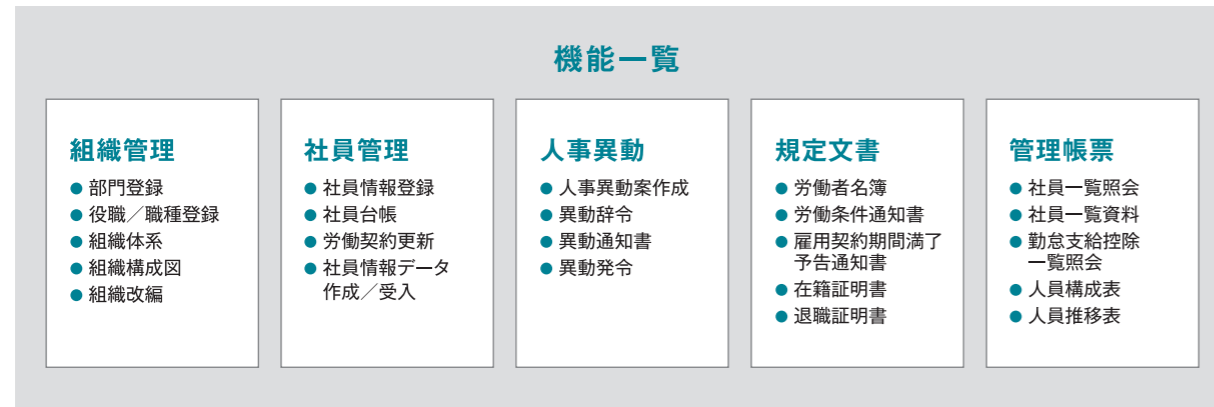 機能一覧
組織管理
● 部門登録
● 役職／職種登録
● 組織体系
● 組織構成図
● 組織改編
社員管理
● 社員情報登録
● 社員台帳
● 労働契約更新
● 社員情報データ
作成／受入
人事異動
● 人事異動案作成
● 異動辞令
● 異動通知書
● 異動発令
規定文書
● 労働者名簿
● 労働条件通知書
● 雇用契約期間満了
予告通知書
● 在籍証明書
● 退職証明書
管理帳票
● 社員一覧照会
● 社員一覧資料
● 勤怠支給控除
一覧照会
● 人員構成表
● 人員推移表